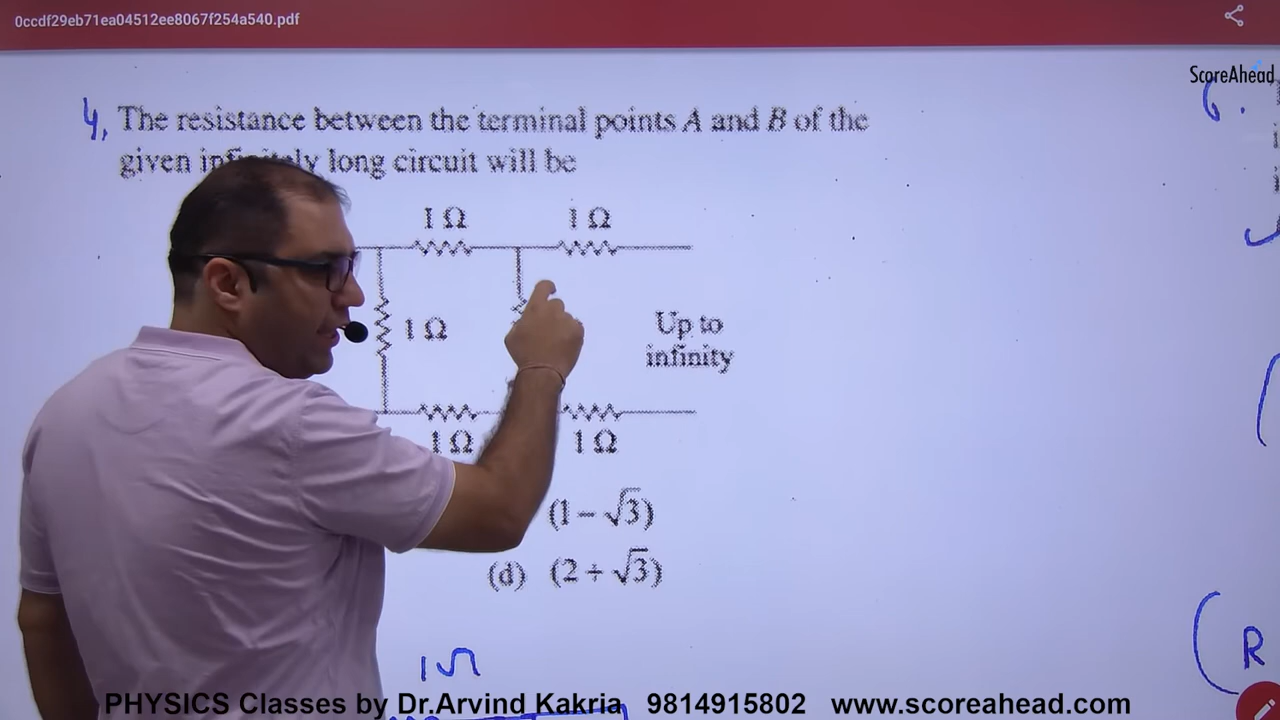 0ccdf29eb71ea04512ee8067f254a540.pdf
ScoreAhead
4, The resistance between the terminal points A and B of the
given infinitely long circuit will be
6.
1 Ω 1 Ω
1 Ω
Up to
infinity
1 Ω 1 Ω
(1 − √3)
(d) (2 + √3)
1Ω
R
PHYSICS Classes by Dr.Arvind Kakria 9814915802 www.scoreahead.com